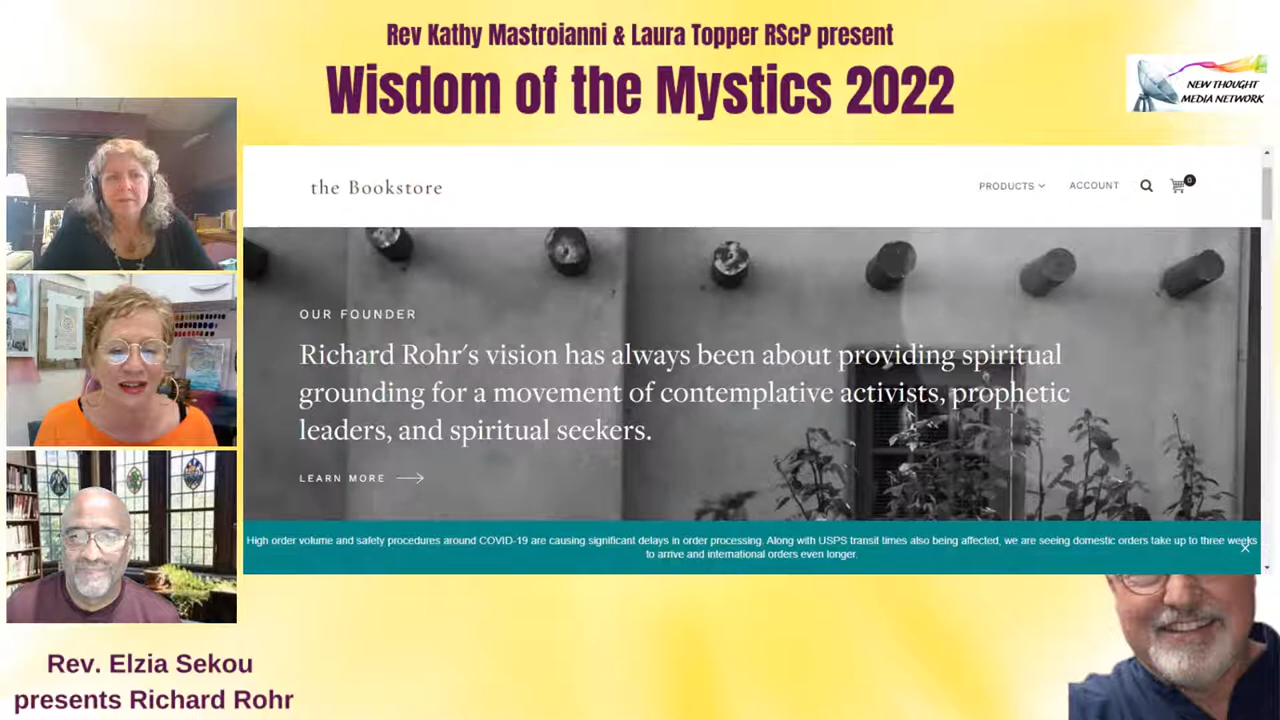 Rev Kathy Mastroianni & Laura Topper RScP present
Wisdom of the Mystics 2022
NEW THOUGHT
MEDIA NETWORK
the Bookstore
PRODUCTS
ACCOUNT
0
OUR FOUNDER
Richard Rohr's vision has always been about providing spiritual
grounding for a movement of contemplative activists, prophetic
leaders, and spiritual seekers.
LEARN MORE
High order volume and safety procedures around COVID-19 are causing significant delays in order processing. Along with USPS transit times also being affected, we are seeing domestic orders take up to three weeks
to arrive and international orders even longer.
Rev. Elzia Sekou
presents Richard Rohr